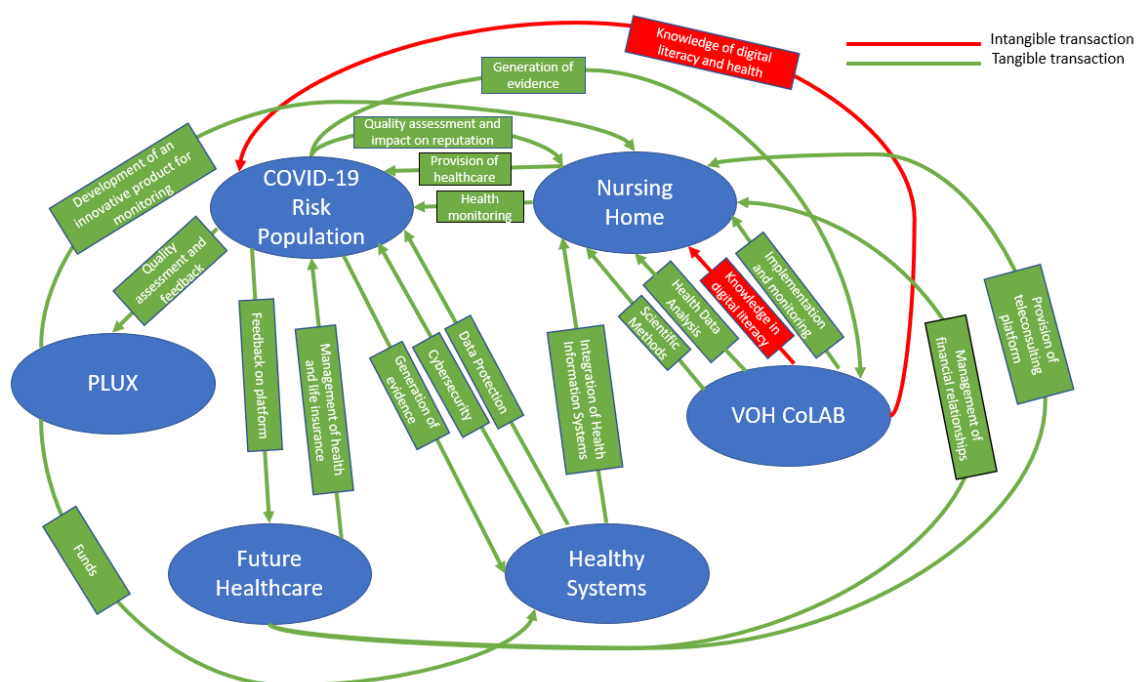 Knowledge of digital
literacy and health
Intangible transaction
Tangible transaction
Generation of
evidence
Quality assessment and
impact on reputation
Development of an
innovative product for
monitoring
Provision of
healthcare
Health
monitoring
COVID-19
Risk
Population
Nursing
Home
Quality
assessment and
feedback
Feedback on platform
Management of health
and life insurance
Generation of
evidence
Cybersecurity
Data Protection
Integration of Health
Information Systems
Scientific
Methods
Health Data
Analysis
Knowledge in
digital literacy
Implementation
and monitoring
Management of
financial relationships
Provision of
teleconsulting
platform
PLUX
VOH CoLAB
Funds
Future
Healthcare
Healthy
Systems